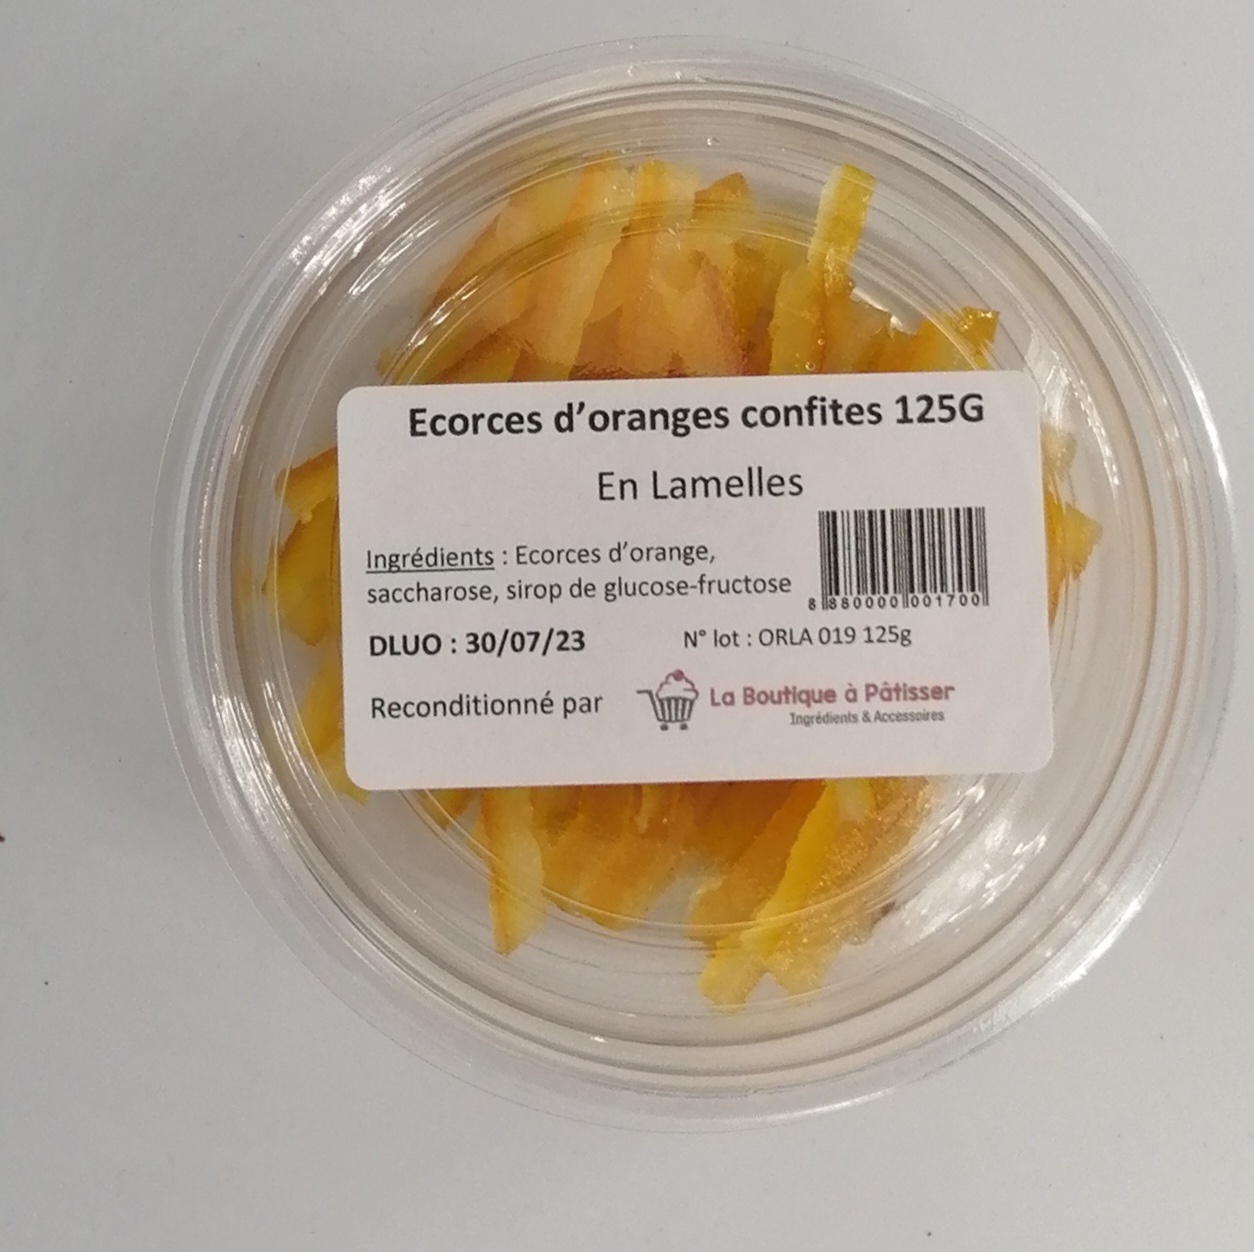 Ecorces d'oranges confites 125G
En Lamelles
Ingrédients : Ecorces d'orange,
saccharose, sirop de glucose-fructose
8 880000 001700
DLUO : 30/07/23
N° lot : ORLA 019 125g
Reconditionné par
La Boutique à Pâtisser
Ingrédients & Accessoires